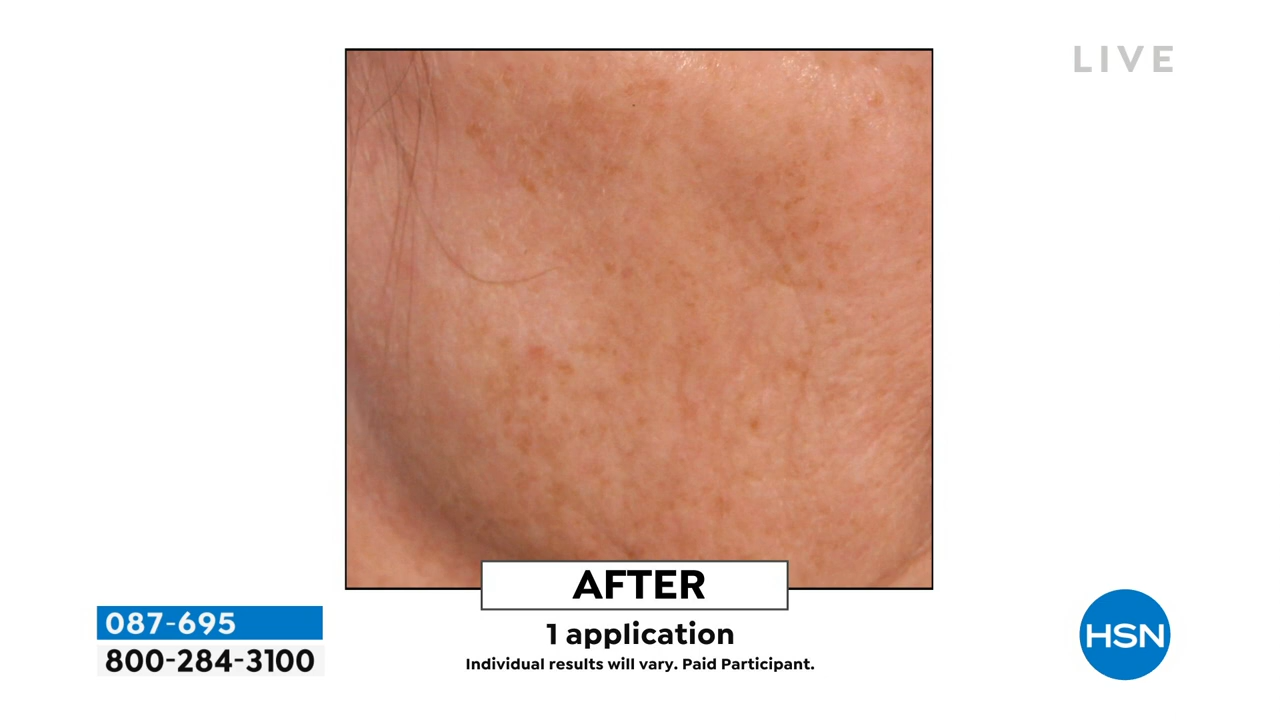 LIVE
AFTER
1 application
Individual results will vary. Paid Participant.
087-695
800-284-3100
HSN